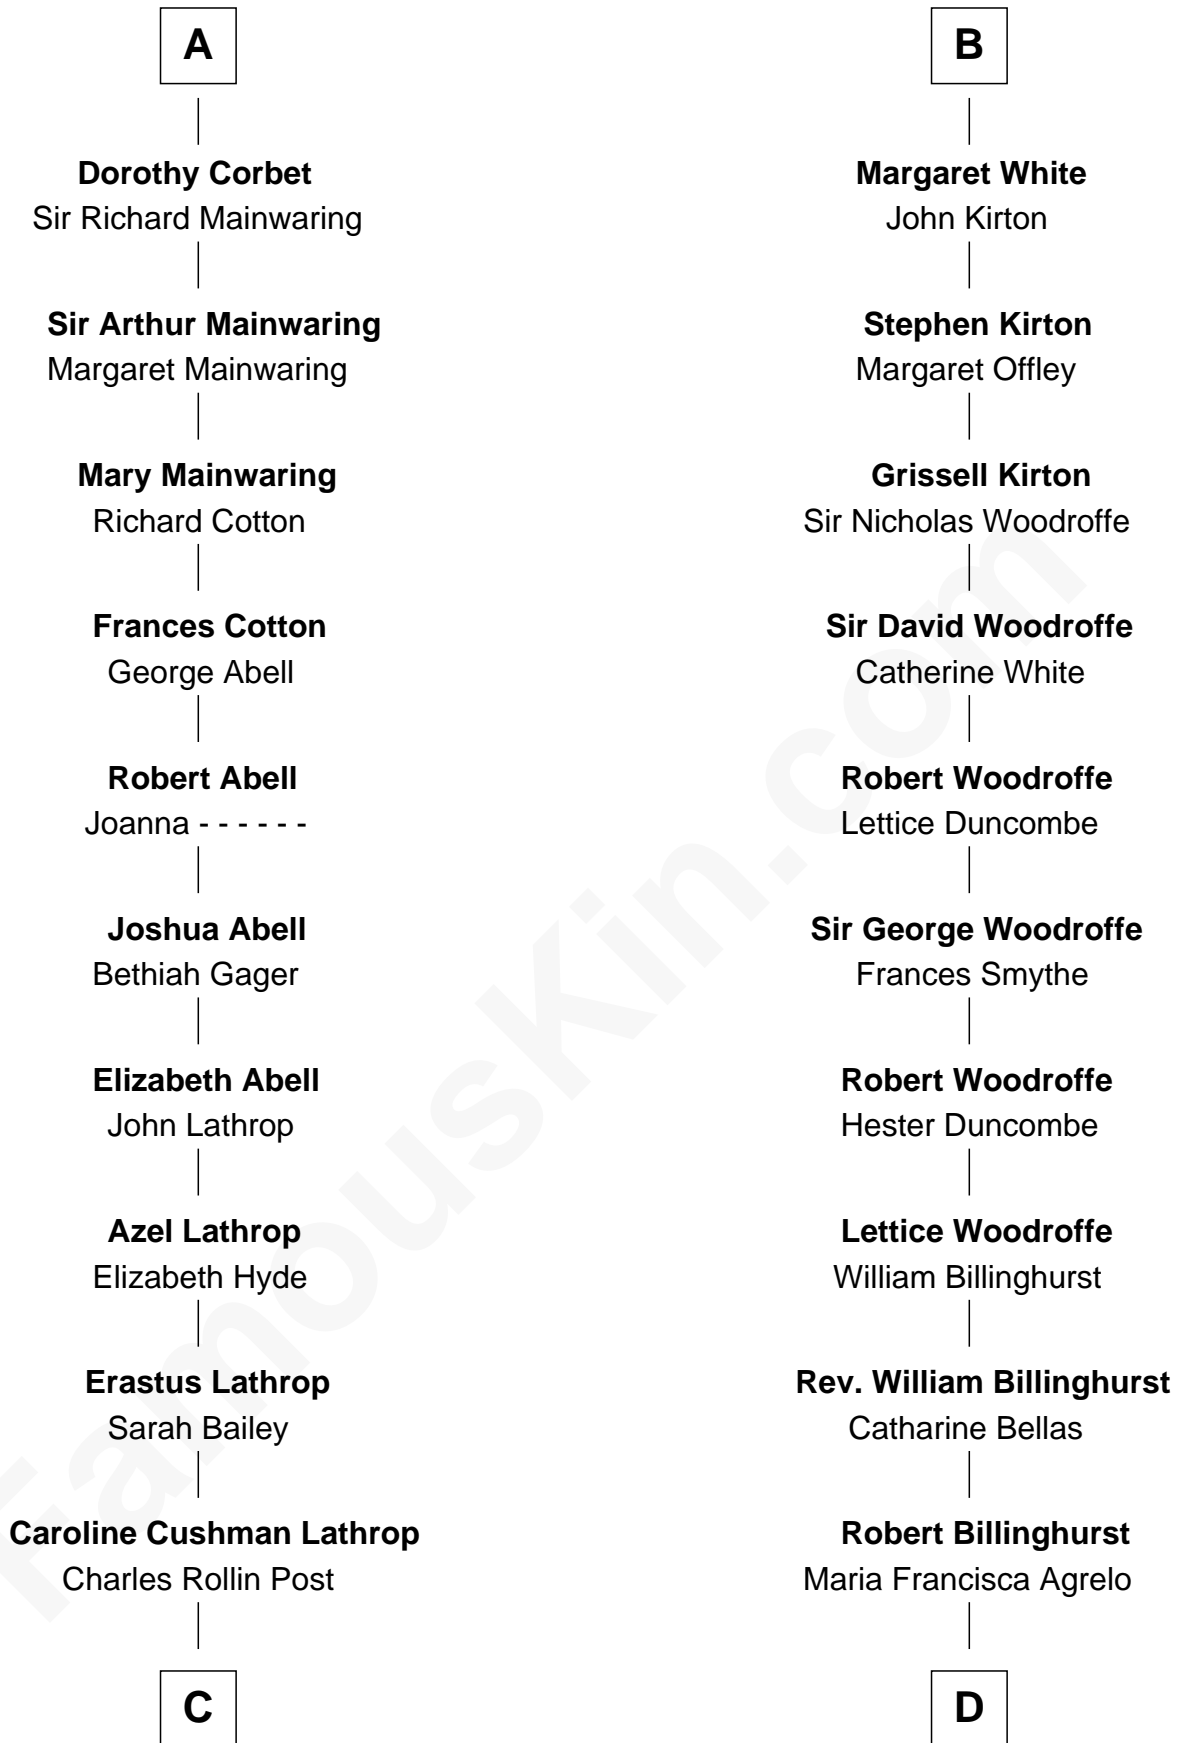 A
Dorothy Corbet
Sir Richard Mainwaring
Sir Arthur Mainwaring
Margaret Mainwaring
Mary Mainwaring
Richard Cotton
Frances Cotton
George Abell
Robert Abell
Joanna - - - - - -
Joshua Abell
Bethiah Gager
Elizabeth Abell
John Lathrop
Azel Lathrop
Elizabeth Hyde
Erastus Lathrop
Sarah Bailey
Caroline Cushman Lathrop
Charles Rollin Post
C
B
Margaret White
John Kirton
Stephen Kirton
Margaret Offley
Grissell Kirton
Sir Nicholas Woodroffe
Sir David Woodroffe
Catherine White
Robert Woodroffe
Lettice Duncombe
Sir George Woodroffe
Frances Smythe
Robert Woodroffe
Hester Duncombe
Lettice Woodroffe
William Billinghurst
Rev. William Billinghurst
Catharine Bellas
Robert Billinghurst
Maria Francisca Agrelo
D
FamousKin.com